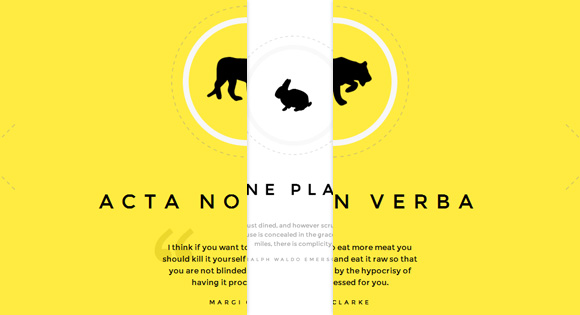 ACTA NO N VERBA
I think if you want to eat more meat you
should kill it yourself and eat it raw so that
you are not blinded by the hypocrisy of
having it proc essed for you.
MARGI CLARKE
NE PLA
ust dined, and however scru
use is concealed in the grace
miles, there is complicity
RALPH WALDO EMERSO